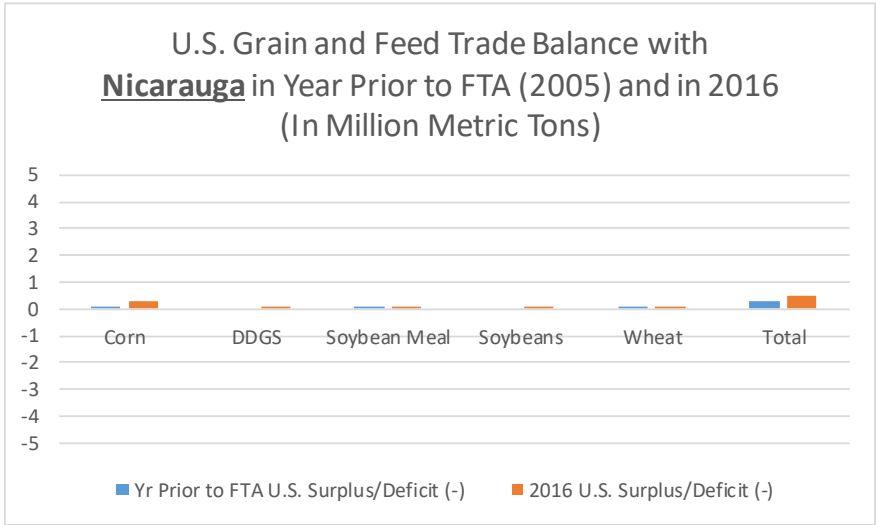 U.S. Grain and Feed Trade Balance with
Nicarauga in Year Prior to FTA (2005) and in 2016
(In Million Metric Tons)
5
4
3
2
1
0
-1
-2
-3
-4
-5
Corn DDGS Soybean Meal Soybeans Wheat Total
Yr Prior to FTA U.S. Surplus/Deficit (-) 2016 U.S. Surplus/Deficit (-)